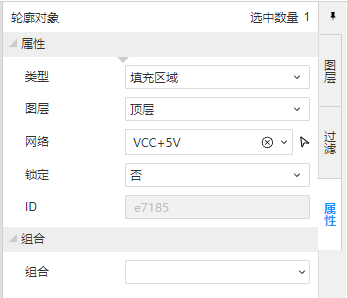 轮廓对象 选中数量 1
属性
类型 填充区域
图层 顶层
网络 VCC+5V
锁定 否
ID e7185
组合
组合
图层
过滤
属性